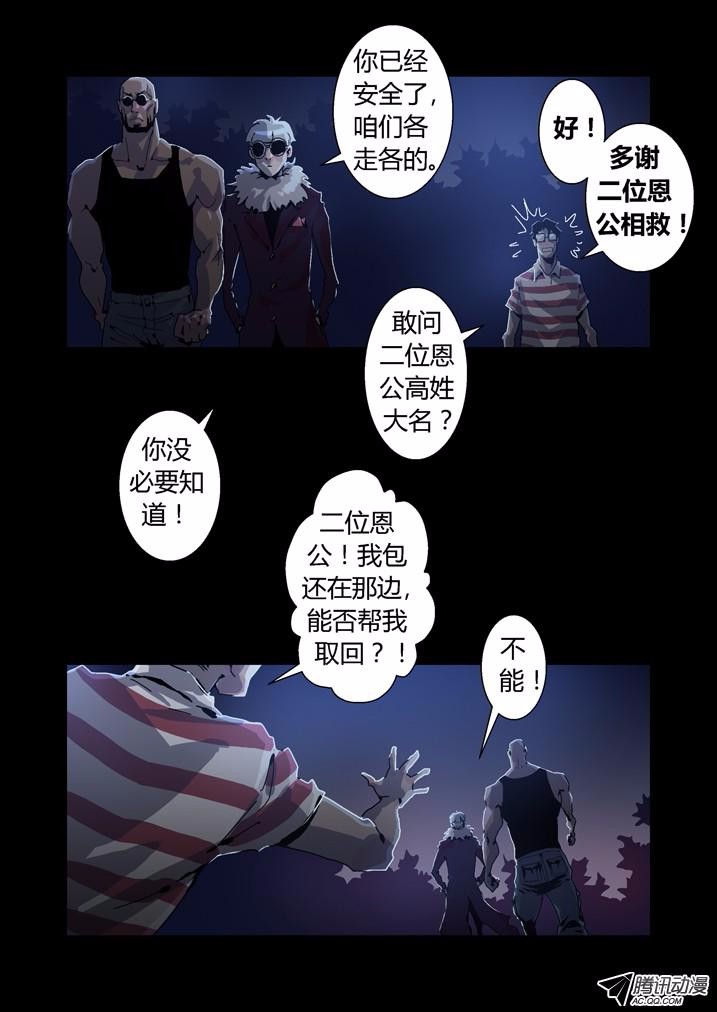 你已经
安全了，
咱们各
走各的。
好！
多谢
二位恩
公相救！
敢问
二位恩
公高姓
大名？
你没
必要知
道！
二位恩
公！我包
还在那边，
能否帮我
取回？！
不
能！
腾讯动漫